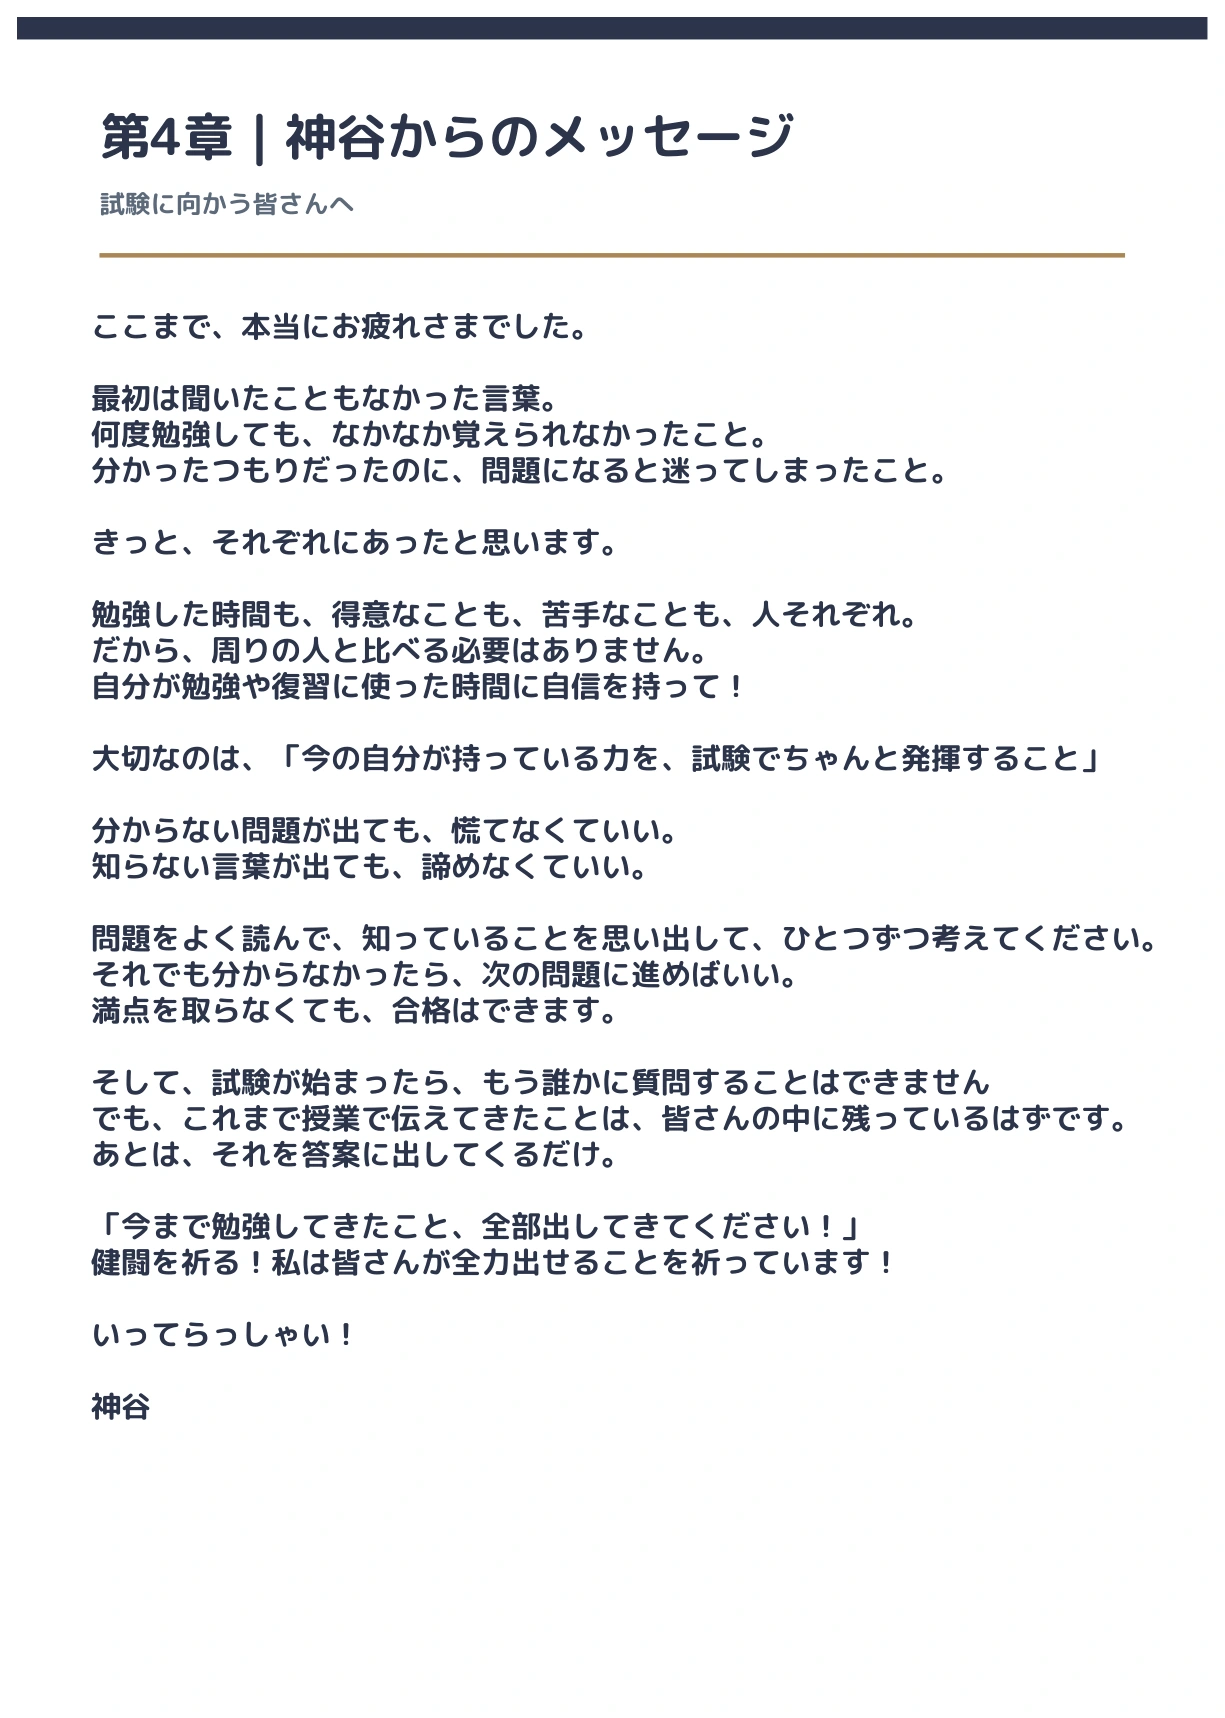 第4章｜神谷からのメッセージ
試験に向かう皆さんへ
ここまで、本当にお疲れさまでした。
最初は聞いたこともなかった言葉。
何度勉強しても、なかなか覚えられなかったこと。
分かったつもりだったのに、問題になると迷ってしまったこと。
きっと、それぞれにあったと思います。
勉強した時間も、得意なことも、苦手なことも、人それぞれ。
だから、周りの人と比べる必要はありません。
自分が勉強や復習に使った時間に自信を持って！
大切なのは、「今の自分が持っている力を、試験でちゃんと発揮すること」
分からない問題が出ても、慌てなくていい。
知らない言葉が出ても、諦めなくていい。
問題をよく読んで、知っていることを思い出して、ひとつずつ考えてください。
それでも分からなかったら、次の問題に進めばいい。
満点を取らなくても、合格はできます。
そして、試験が始まったら、もう誰かに質問することはできません
でも、これまで授業で伝えてきたことは、皆さんの中に残っているはずです。
あとは、それを答案に出してくるだけ。
「今まで勉強してきたこと、全部出してきてください！」
健闘を祈る！私は皆さんが全力出せることを祈っています！
いってらっしゃい！
神谷